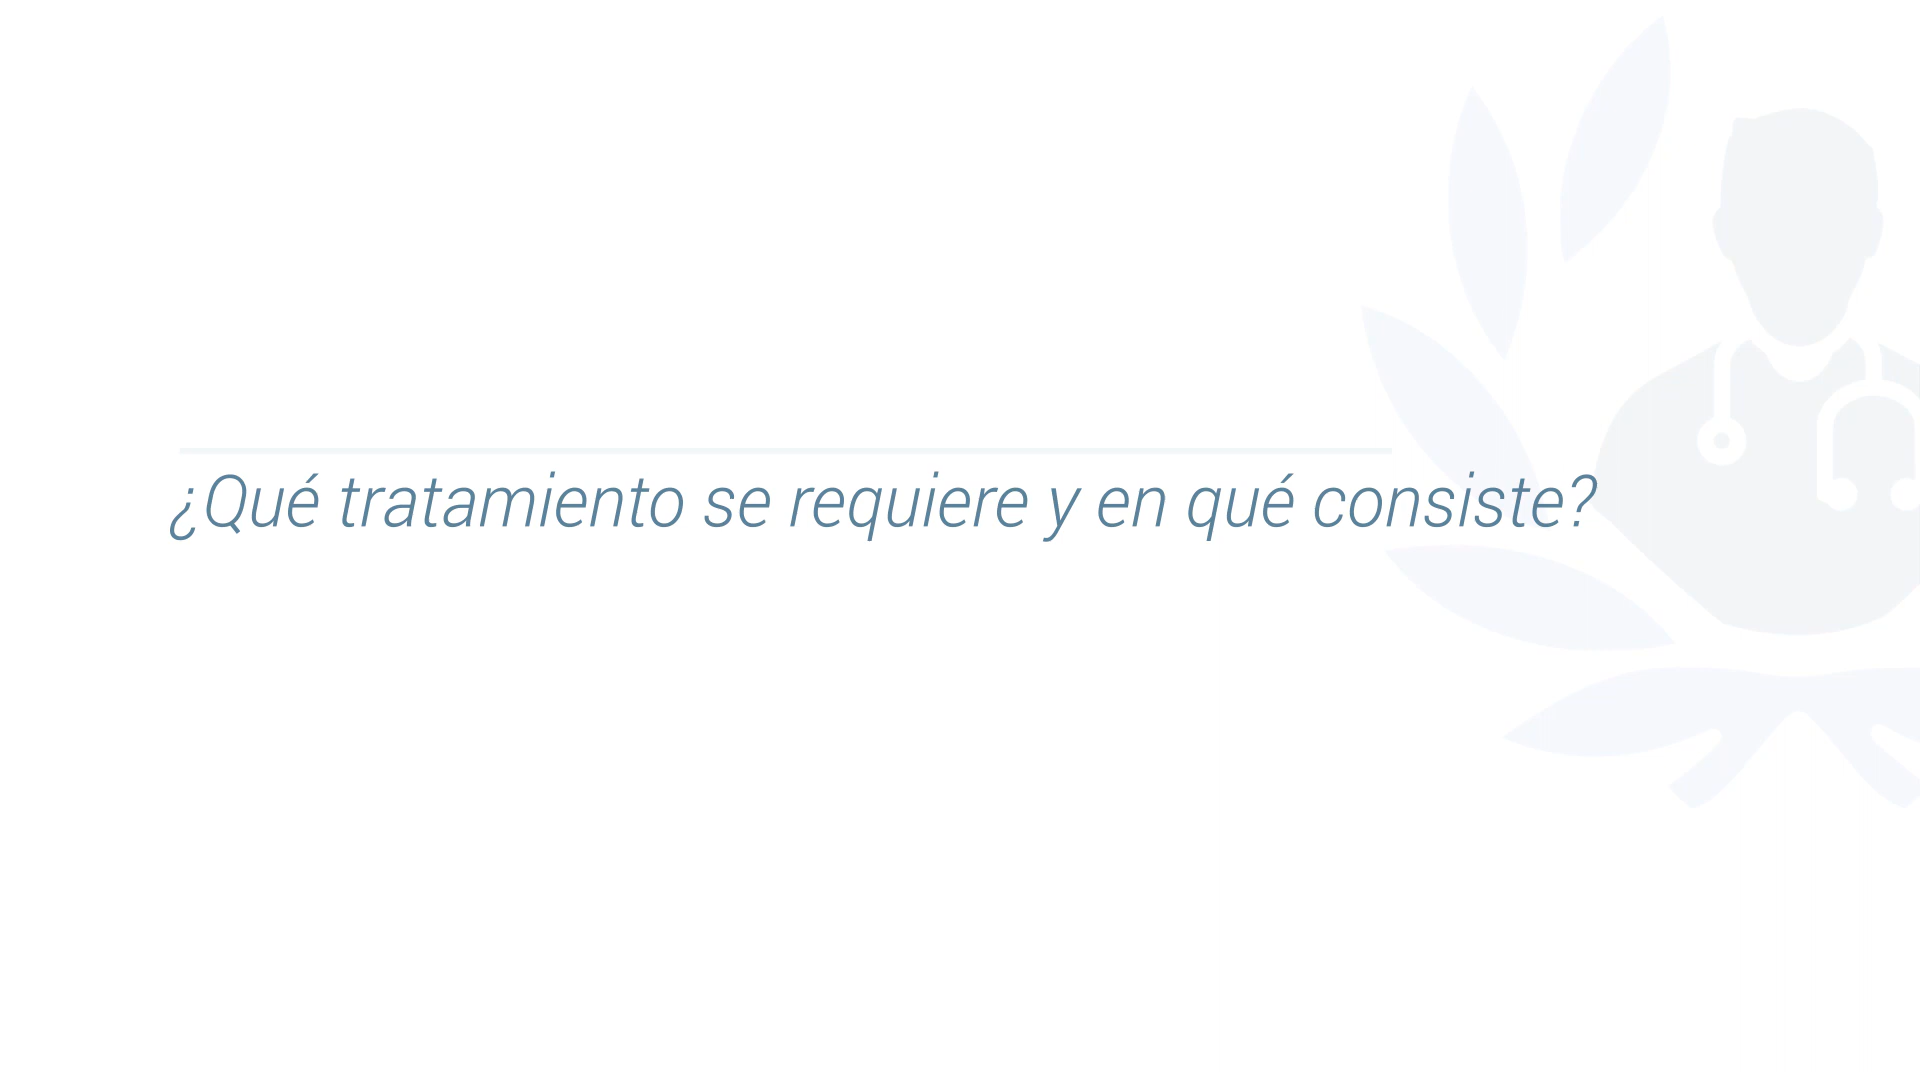 ¿Qué tratamiento se requiere y en qué consiste?